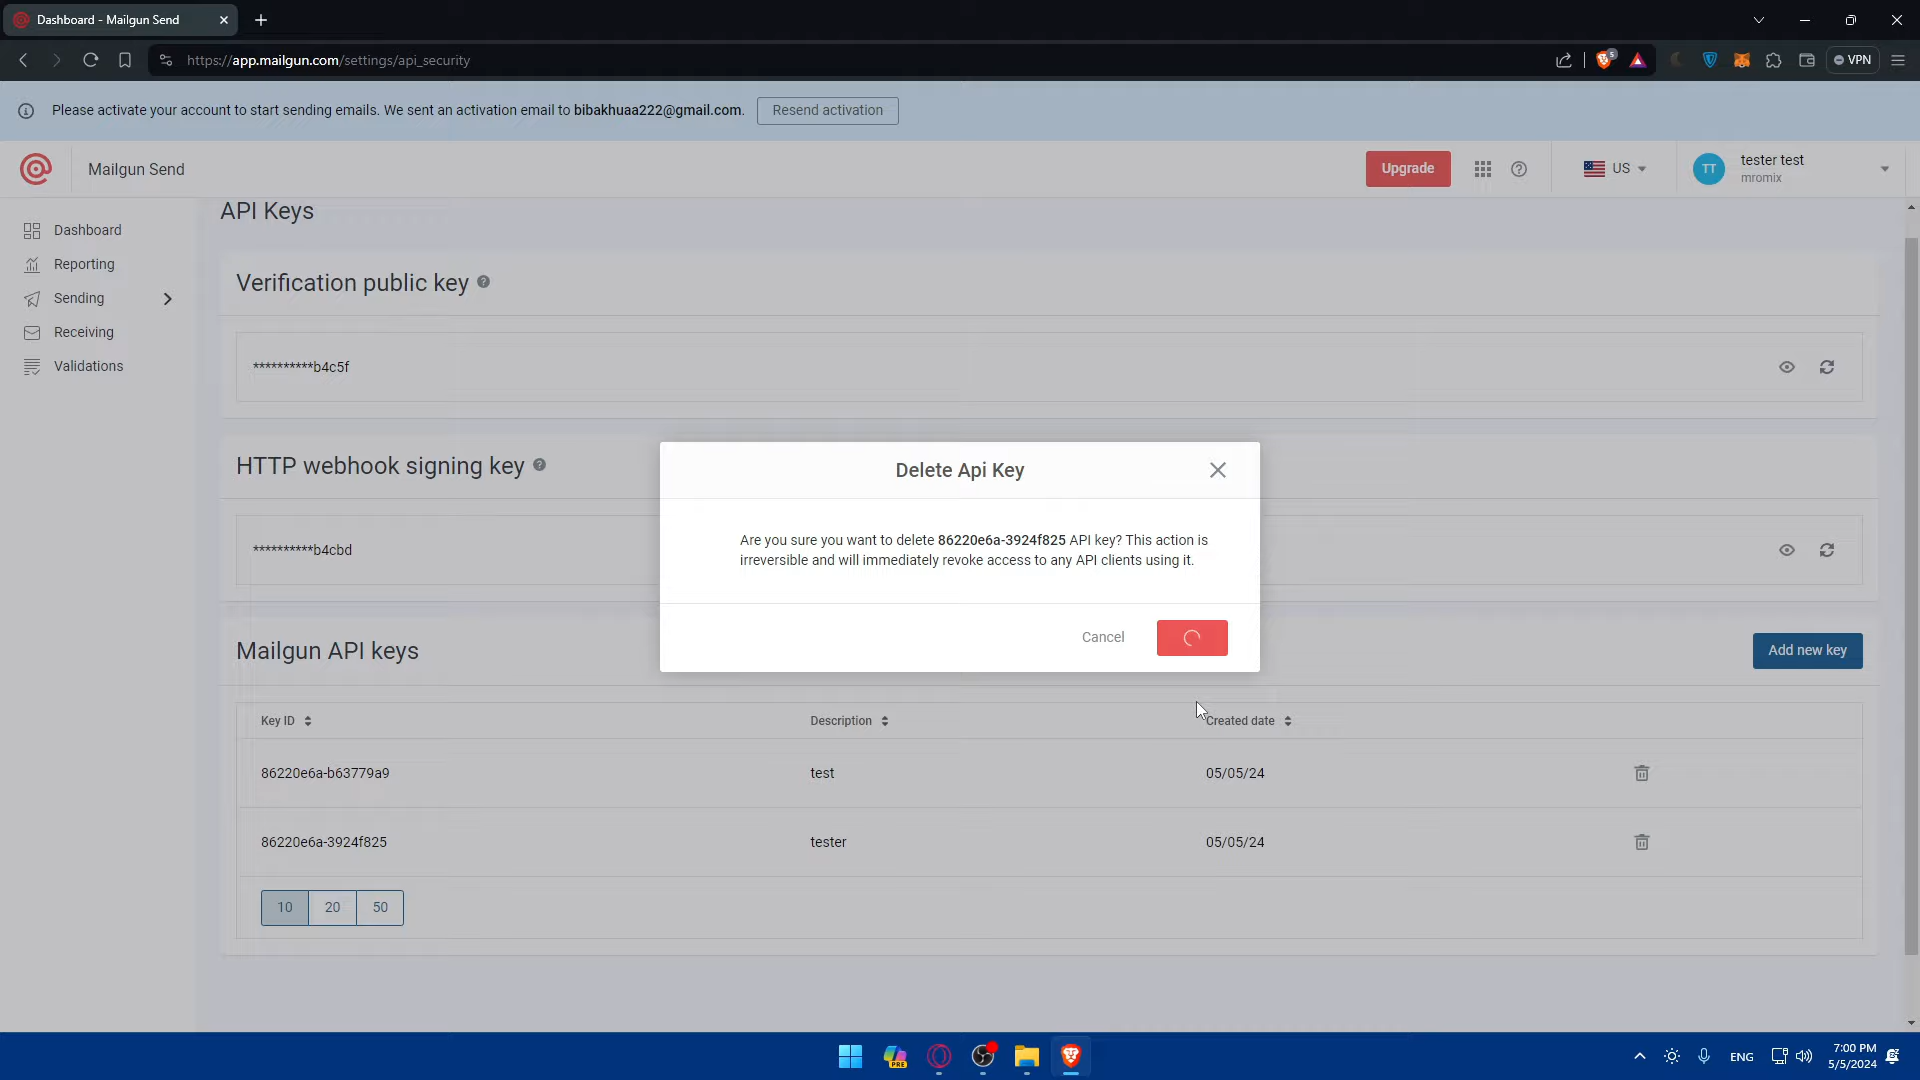 Dashboard - Mailgun Send
https://app.mailgun.com/settings/api_security
5
VPN
Please activate your account to start sending emails. We sent an activation email to bibakhuaa222@gmail.com.
Resend activation
Mailgun Send
Upgrade
US
TT
tester test
mromix
Dashboard
Reporting
Sending
Receiving
Validations
API Keys
Verification public key
**********b4c5f
HTTP webhook signing key
**********b4cbd
Delete Api Key
Are you sure you want to delete 86220e6a-3924f825 API key? This action is
irreversible and will immediately revoke access to any API clients using it.
Cancel
Mailgun API keys
Add new key
Key ID
Description
Created date
86220e6a-b63779a9
test
05/05/24
86220e6a-3924f825
tester
05/05/24
10
20
50
PRE
ENG
7:00 PM
5/5/2024